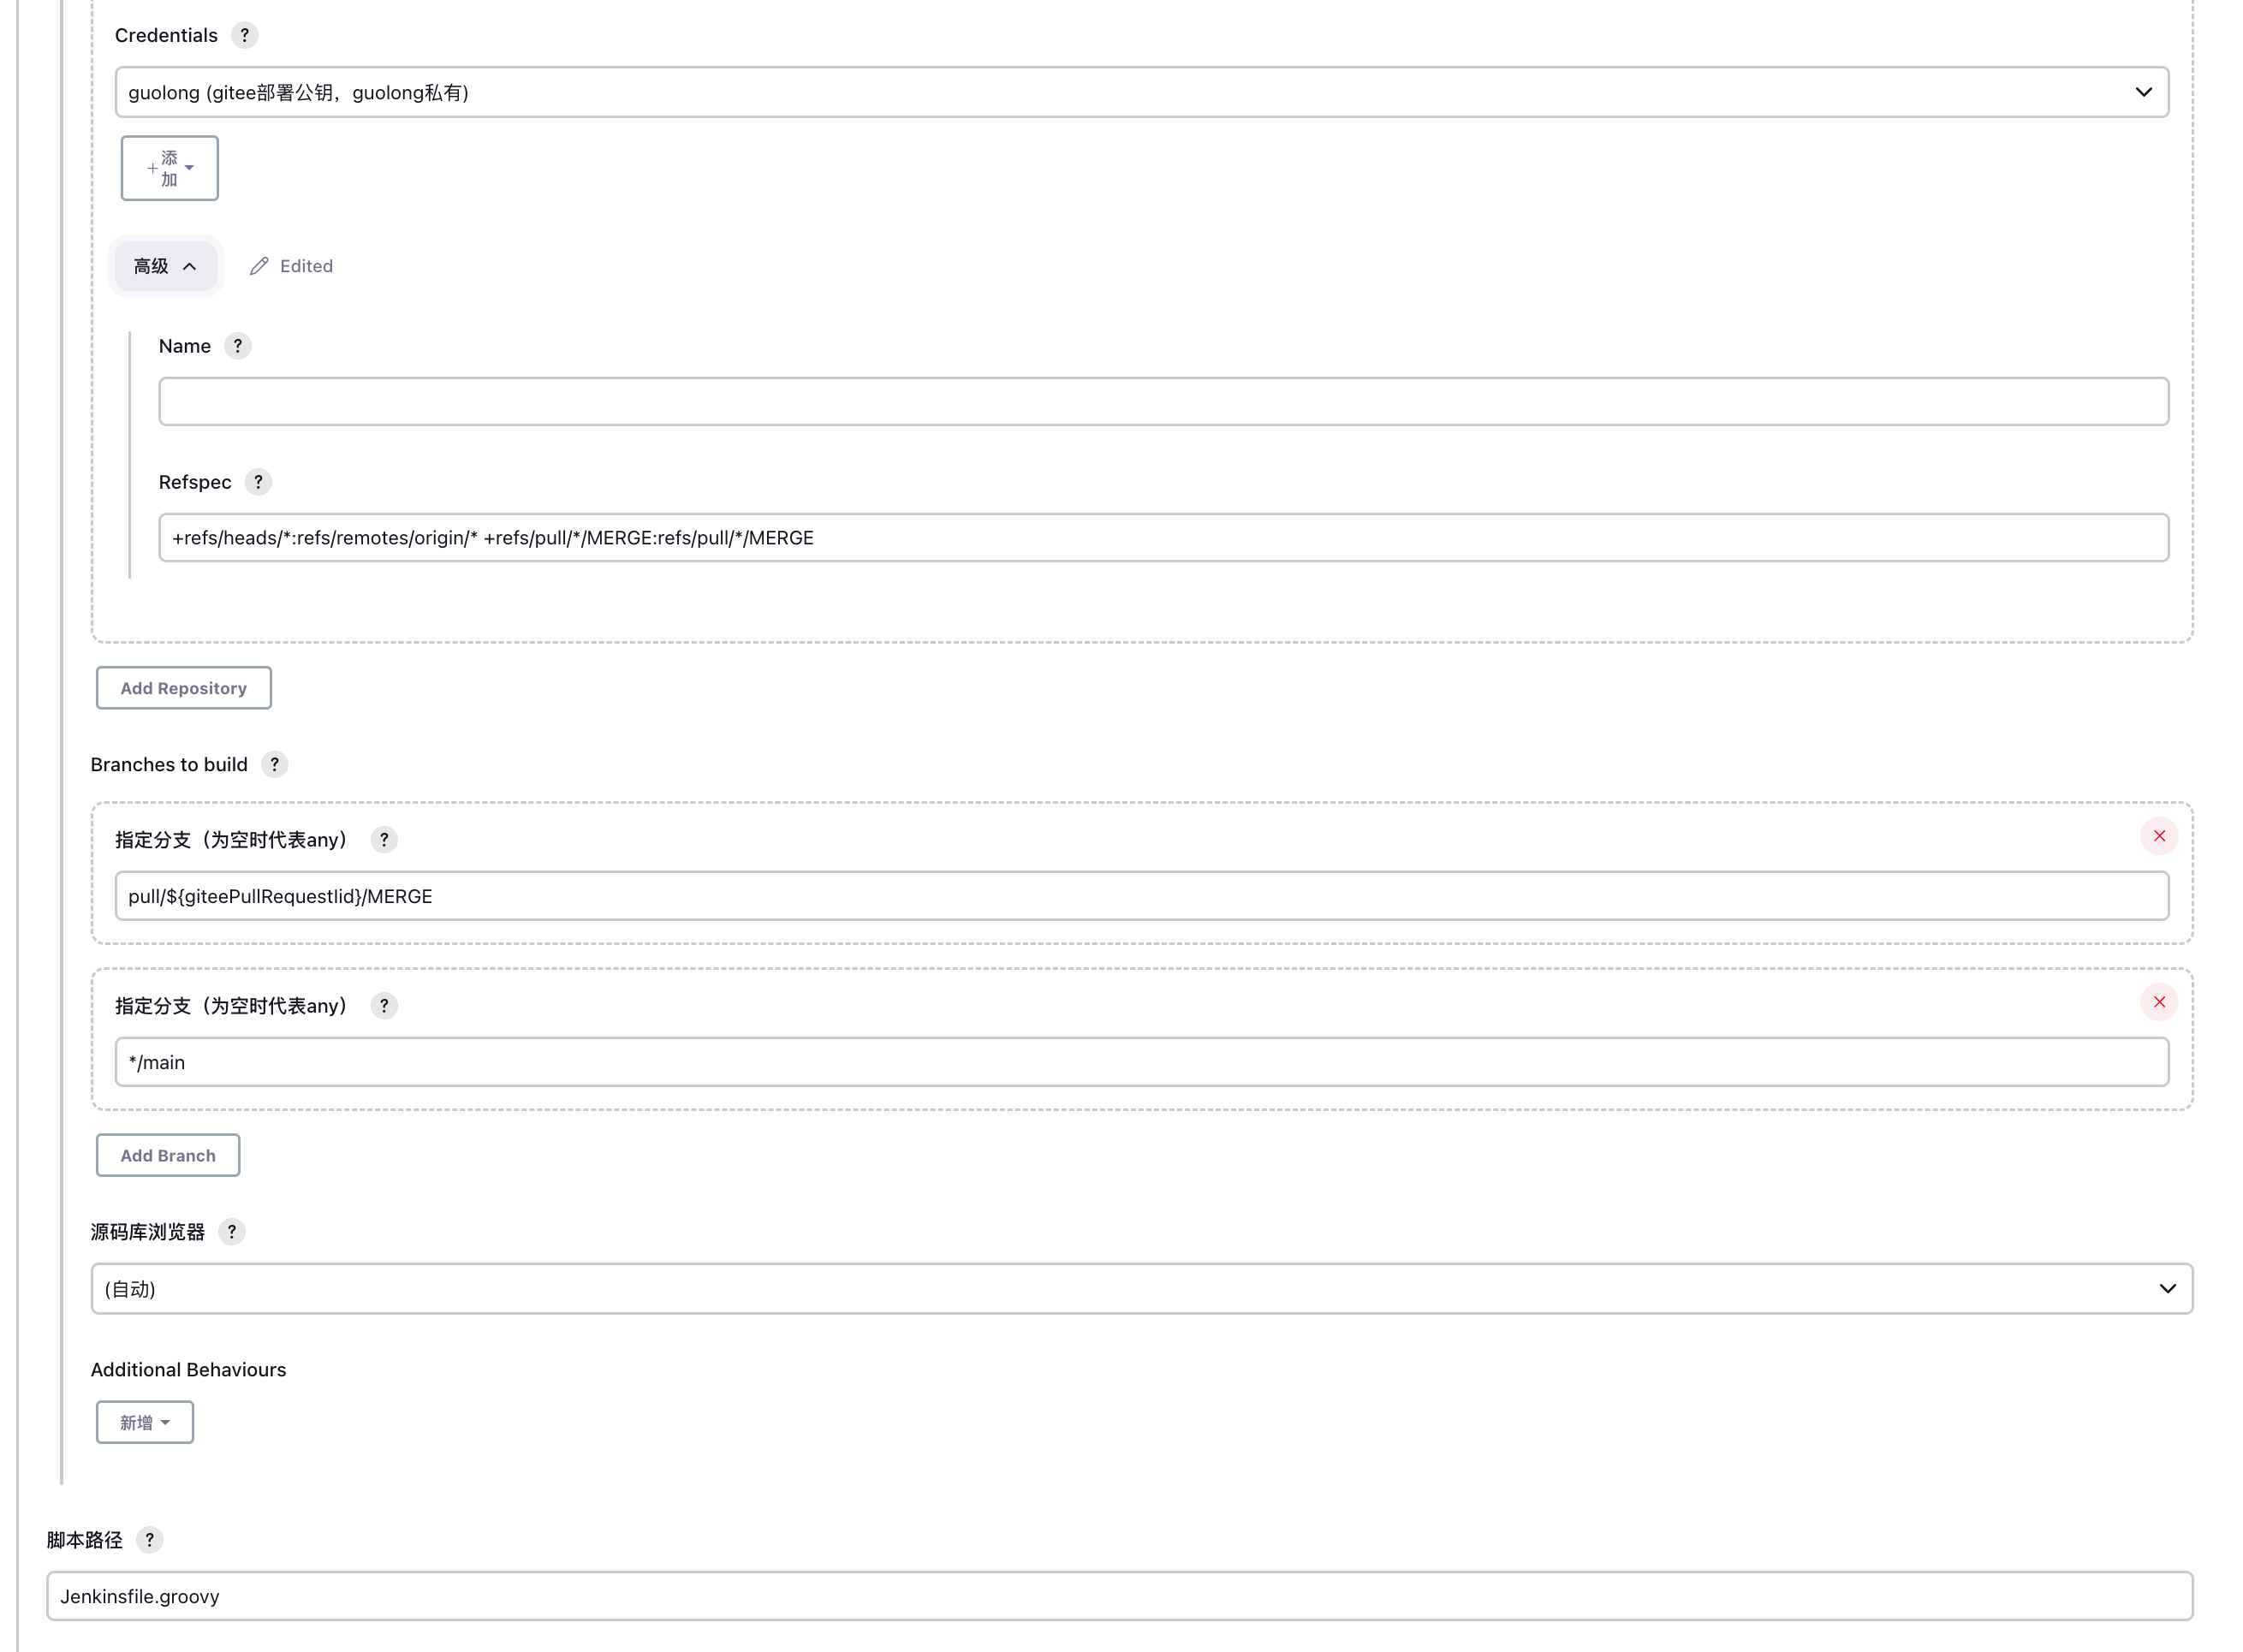 Credentials ?
guolong (gitee部署公钥，guolong私有)
+添加
高级 Edited
Name ?
Refspec ?
+refs/heads/*:refs/remotes/origin/* +refs/pull/*/MERGE:refs/pull/*/MERGE
Add Repository
Branches to build ?
指定分支（为空时代表any） ?
pull/${giteePullRequestIid}/MERGE
指定分支（为空时代表any） ?
*/main
Add Branch
源码库浏览器 ?
(自动)
Additional Behaviours
新增
脚本路径 ?
Jenkinsfile.groovy